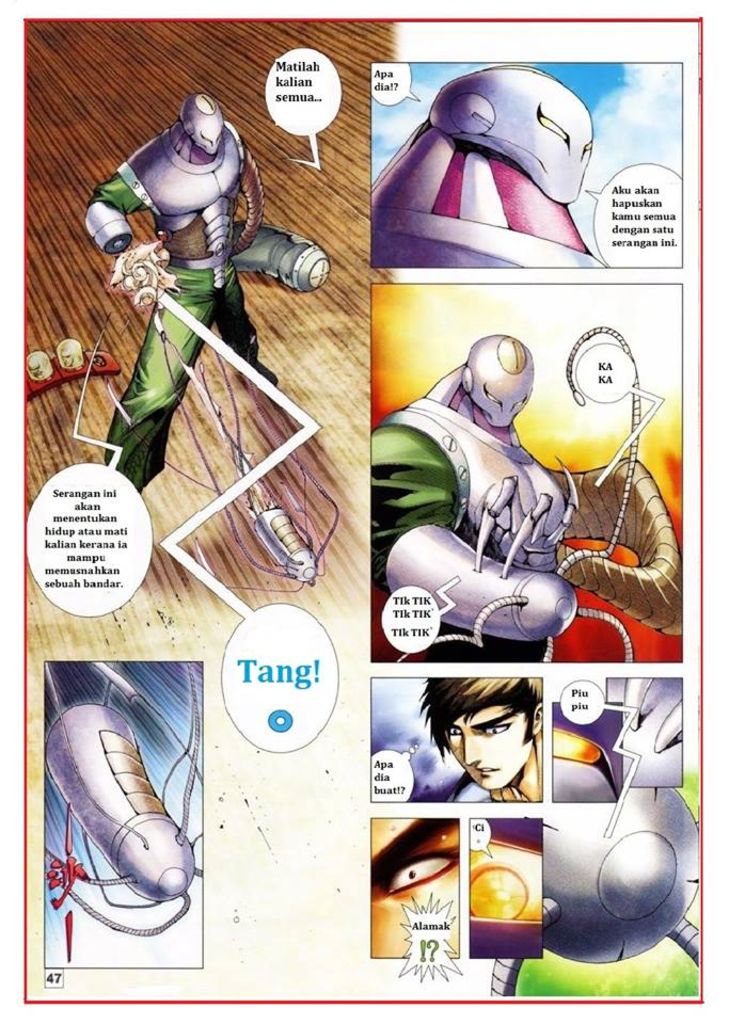 Matilah
kalian
semua...
Serangan ini
akan
menentukan
hidup atau mati
kalian kerana ia
mampu
memusnahkan
sebuah bandar.
Tang!
沙
47
Apa
dia!?
Aku akan
hapuskan
kamu semua
dengan satu
serangan ini.
KA
KA
TIk TIK
TIk TIK`
TIk TIK`
Apa
dia
buat!?
Piu
piu
Alamak
!?
Ci